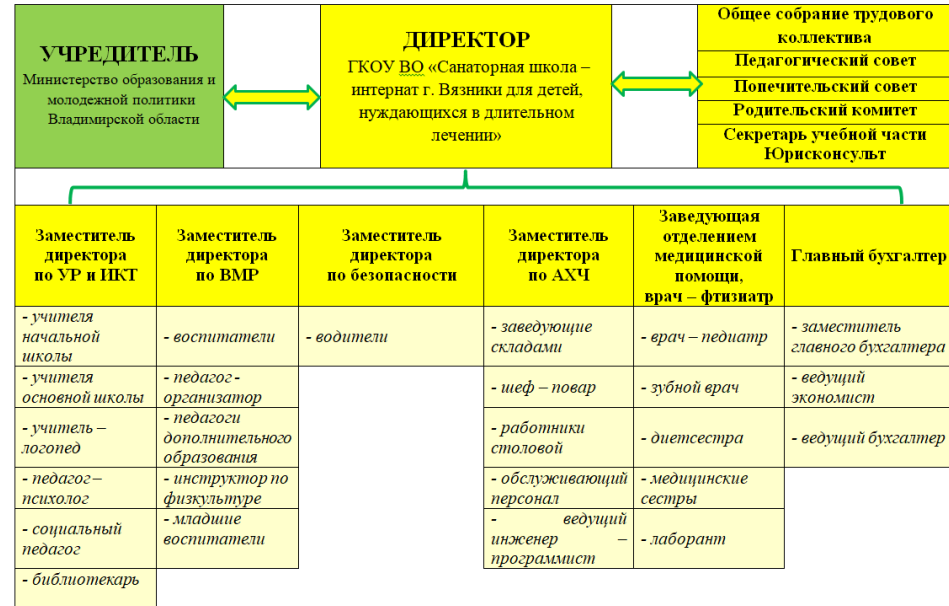 УЧРЕДИТЕЛЬ
Министерство образования и
молодежной политики
Владимирской области
ДИРЕКТОР
ГКОУ ВО «Санаторная школа –
интернат г. Вязники для детей,
нуждающихся в длительном
лечении»
Общее собрание трудового
коллектива
Педагогический совет
Попечительский совет
Родительский комитет
Секретарь учебной части
Юрисконсульт
Заместитель
директора
по УР и ИКТ
Заместитель
директора
по ВМР
Заместитель
директора
по безопасности
Заместитель
директора
по АХЧ
Заведующая
отделением
медицинской
помощи,
врач – фтизиатр
Главный бухгалтер
- учителя
начальной
школы
- воспитатели
- водители
- заведующие
складами
- врач – педиатр
- заместитель
главного бухгалтера
- учителя
основной школы
- педагог -
организатор
- шеф – повар
- зубной врач
- ведущий
экономист
- учитель –
логопед
- педагоги
дополнительного
образования
- работники
столовой
- диетсестра
- ведущий бухгалтер
- педагог –
психолог
- инструктор по
физкультуре
- обслуживающий
персонал
- медицинские
сестры
- социальный
педагог
- младшие
воспитатели
- ведущий
инженер –
программист
- лаборант
- библиотекарь